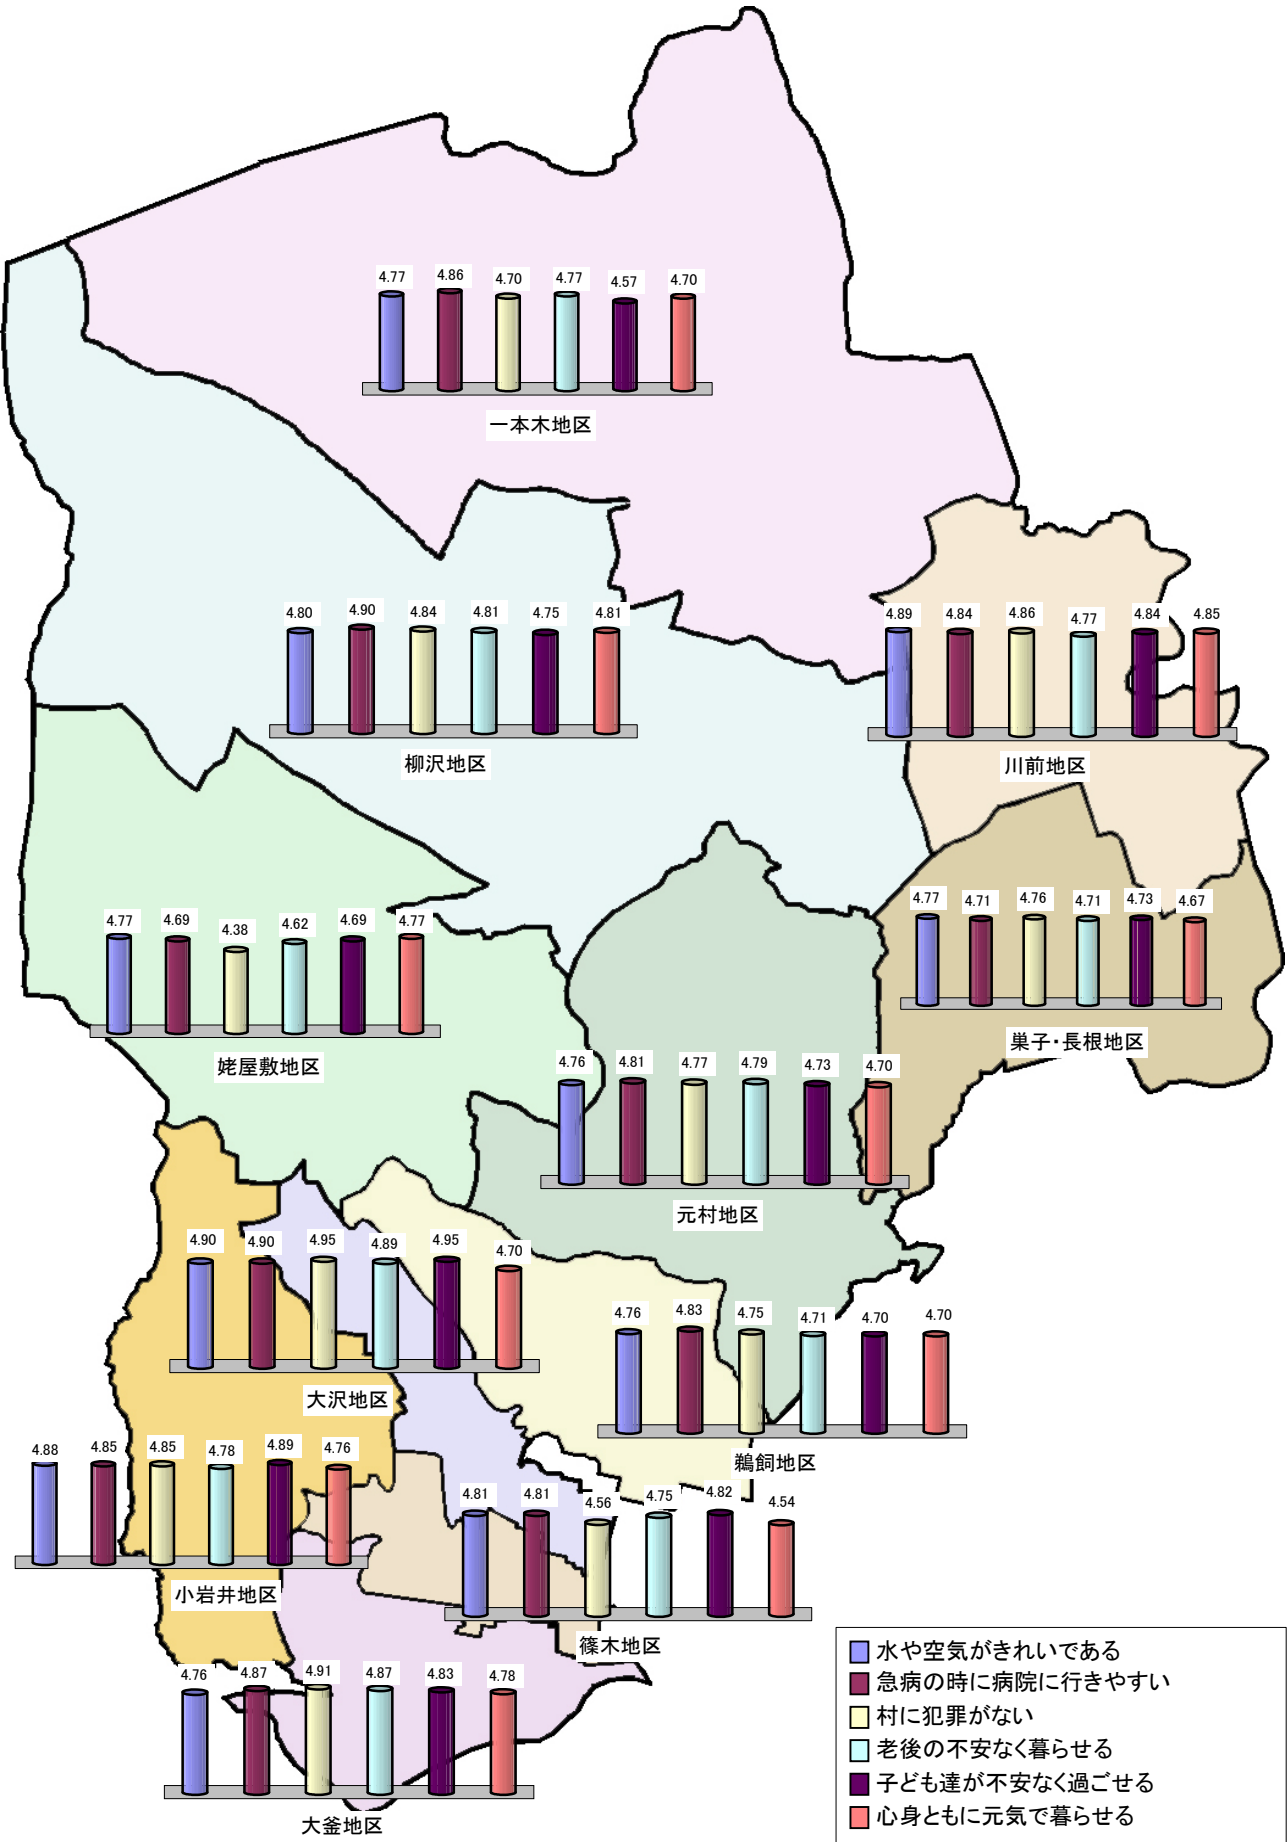 4.77 4.86 4.70 4.77 4.57 4.70
一本木地区
4.80 4.90 4.84 4.81 4.75 4.81
柳沢地区
4.89 4.84 4.86 4.77 4.84 4.85
川前地区
4.77 4.69 4.38 4.62 4.69 4.77
姥屋敷地区
4.77 4.71 4.76 4.71 4.73 4.67
巣子・長根地区
4.76 4.81 4.77 4.79 4.73 4.70
元村地区
4.90 4.90 4.95 4.89 4.95 4.70
大沢地区
4.76 4.83 4.75 4.71 4.70 4.70
鵜飼地区
4.88 4.85 4.85 4.78 4.89 4.76
小岩井地区
4.81 4.81 4.56 4.75 4.82 4.54
篠木地区
4.76 4.87 4.91 4.87 4.83 4.78
大釜地区
水や空気がきれいである
急病の時に病院に行きやすい
村に犯罪がない
老後の不安なく暮らせる
子ども達が不安なく過ごせる
心身ともに元気で暮らせる